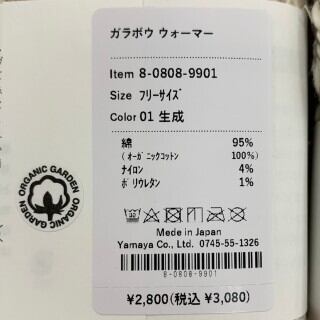 ガラボウ ウォーマー
Item 8-0808-9901
Size フリーサイズ
Color 01 生成
綿 95%
(オーガニックコットン 100%)
ナイロン 4%
ポリウレタン 1%
Made in Japan
Yamaya Co., Ltd. 0745-55-1326
8-0808-9901
¥2,800(税込 ¥3,080)
ORGANIC GARDEN ORGANIC GARDEN